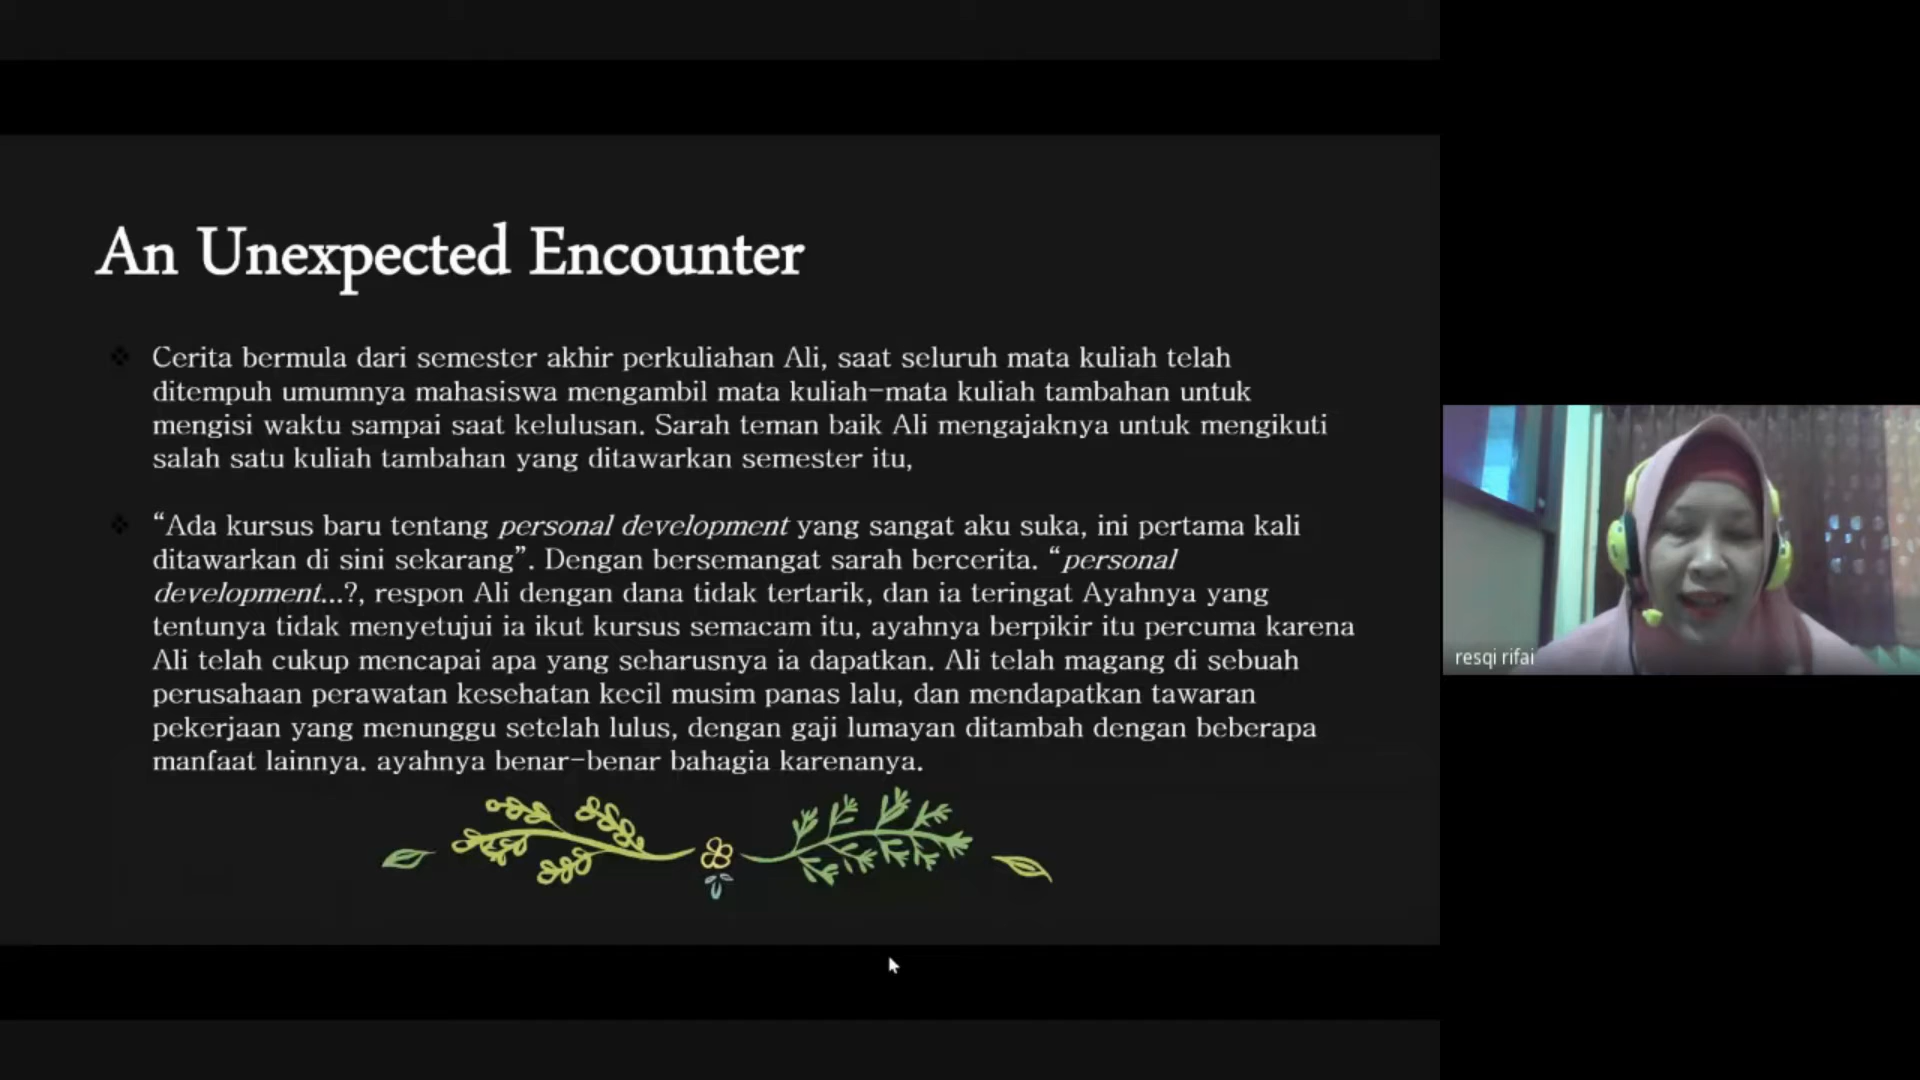 An Unexpected Encounter
Cerita bermula dari semester akhir perkuliahan Ali, saat seluruh mata kuliah telah
ditempuh umumnya mahasiswa mengambil mata kuliah-mata kuliah tambahan untuk
mengisi waktu sampai saat kelulusan. Sarah teman baik Ali mengajaknya untuk mengikuti
salah satu kuliah tambahan yang ditawarkan semester itu,
“Ada kursus baru tentang personal development yang sangat aku suka, ini pertama kali
ditawarkan di sini sekarang”. Dengan bersemangat sarah bercerita. “personal
development...?, respon Ali dengan dana tidak tertarik, dan ia teringat Ayahnya yang
tentunya tidak menyetujui ia ikut kursus semacam itu, ayahnya berpikir itu percuma karena
Ali telah cukup mencapai apa yang seharusnya ia dapatkan. Ali telah magang di sebuah
perusahaan perawatan kesehatan kecil musim panas lalu, dan mendapatkan tawaran
pekerjaan yang menunggu setelah lulus, dengan gaji lumayan ditambah dengan beberapa
manfaat lainnya. ayahnya benar-benar bahagia karenanya.
resqi rifai